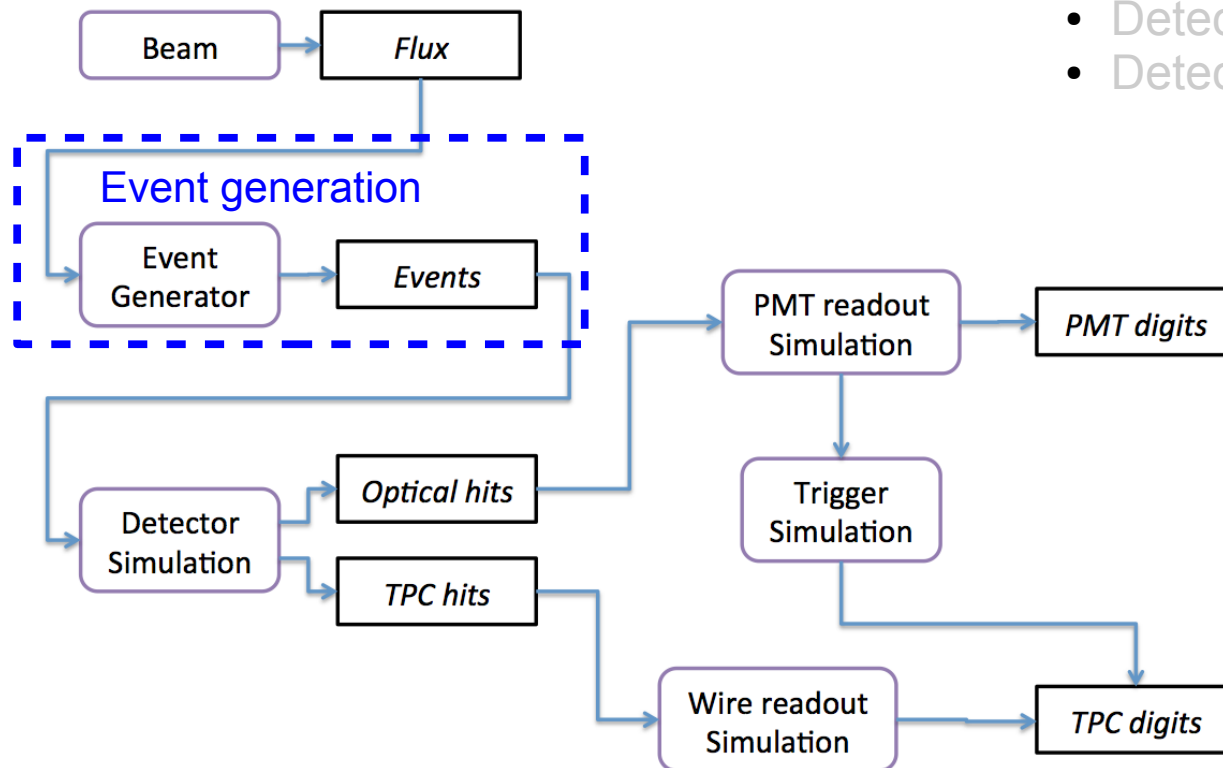 Beam
Flux
Event generation
Event
Generator
Events
PMT readout
Simulation
PMT digits
Optical hits
Detector
Simulation
TPC hits
Trigger
Simulation
Wire readout
Simulation
TPC digits